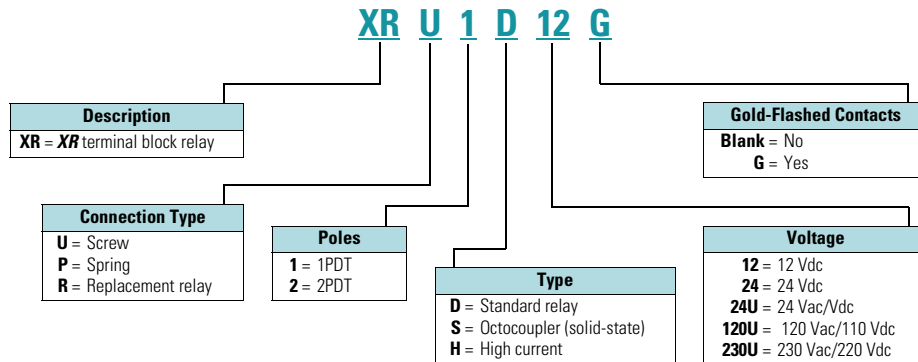 XR U 1 D 12 G
Description
XR = XR terminal block relay
Gold-Flashed Contacts
Blank = No
G = Yes
Connection Type
U = Screw
P = Spring
R = Replacement relay
Poles
1 = 1PDT
2 = 2PDT
Type
D = Standard relay
S = Octocoupler (solid-state)
H = High current
Voltage
12 = 12 Vdc
24 = 24 Vdc
24U = 24 Vac/Vdc
120U = 120 Vac/110 Vdc
230U = 230 Vac/220 Vdc